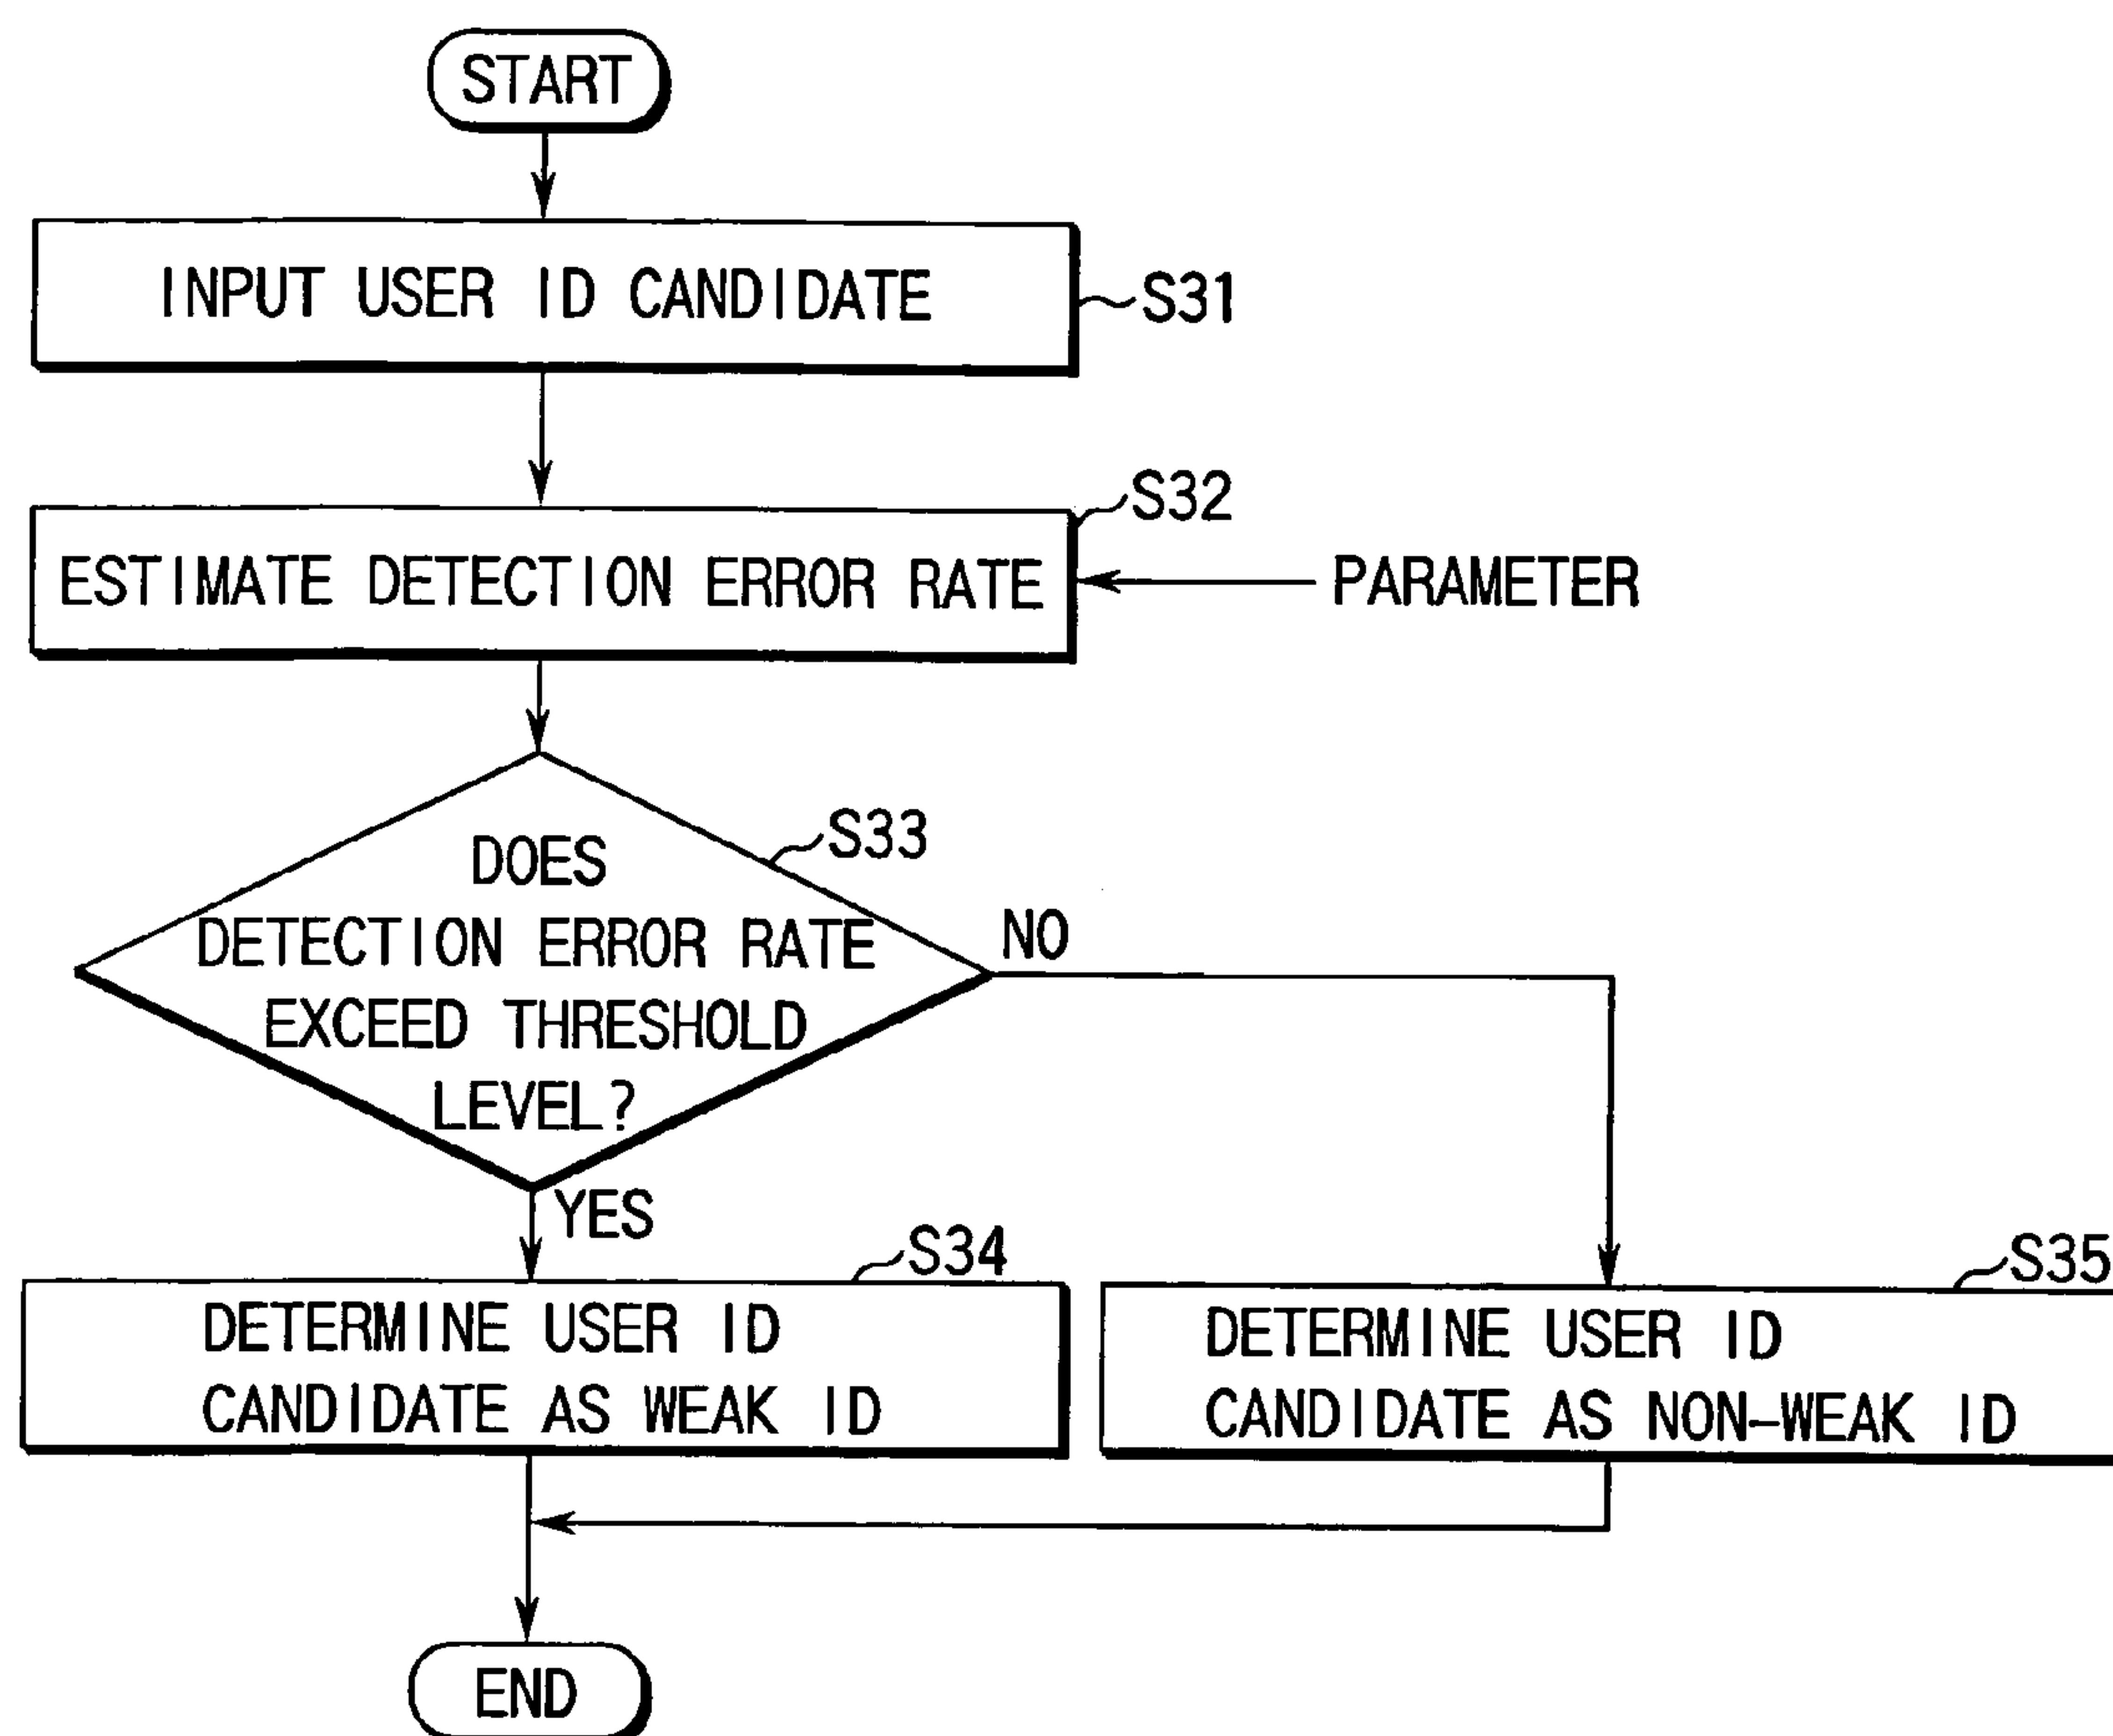 START
INPUT USER ID CANDIDATE
S31
S32
ESTIMATE DETECTION ERROR RATE
PARAMETER
S33
DOES
DETECTION ERROR RATE
EXCEED THRESHOLD
LEVEL?
NO
YES
S34
DETERMINE USER ID
CANDIDATE AS WEAK ID
S35
DETERMINE USER ID
CANDIDATE AS NON-WEAK ID
END